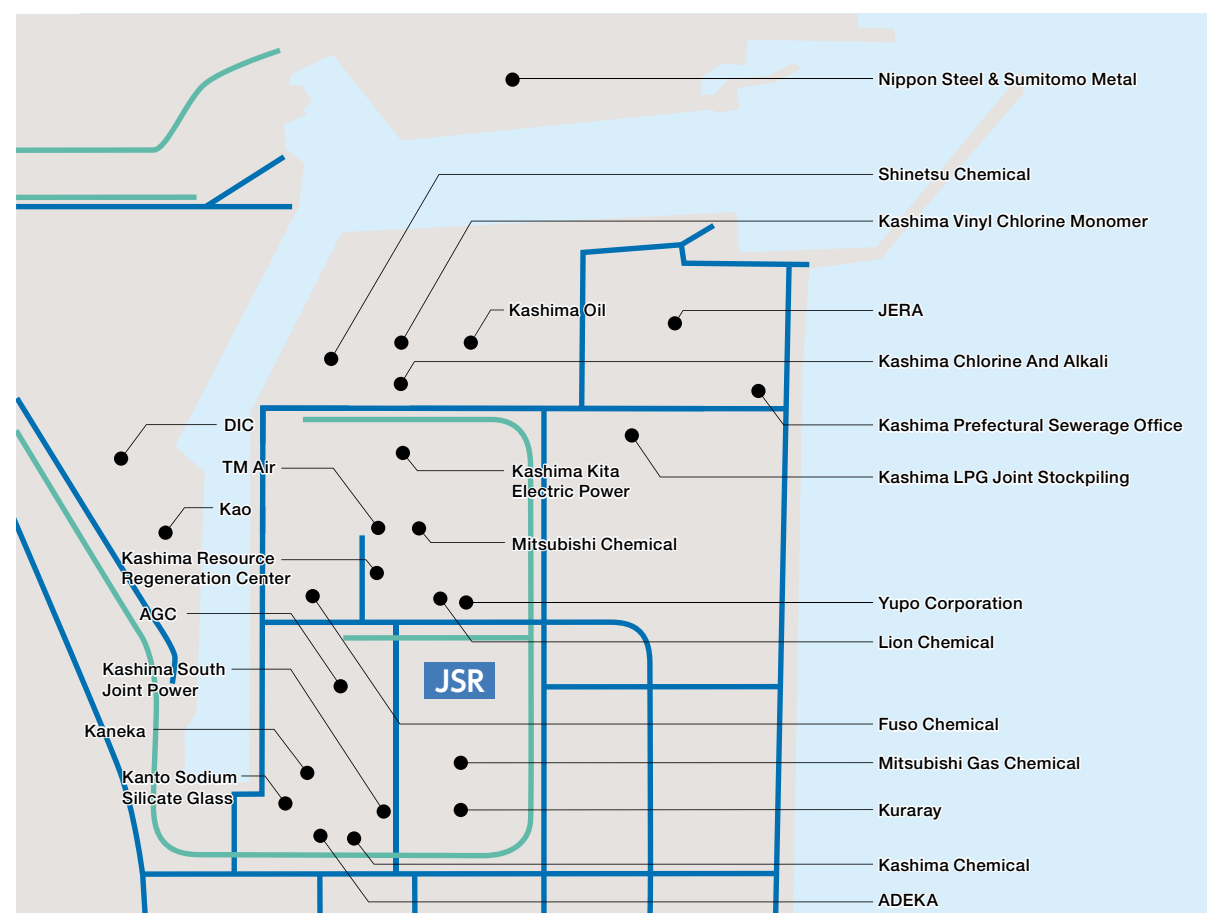 Nippon Steel & Sumitomo Metal
Shinetsu Chemical
Kashima Vinyl Chlorine Monomer
Kashima Oil
JERA
Kashima Chlorine And Alkali
DIC
Kashima Prefectural Sewerage Office
TM Air
Kashima Kita
Electric Power
Kashima LPG Joint Stockpiling
Kao
Mitsubishi Chemical
Kashima Resource
Regeneration Center
Yupo Corporation
AGC
Lion Chemical
Kashima South
Joint Power
JSR
Fuso Chemical
Kaneka
Mitsubishi Gas Chemical
Kanto Sodium
Silicate Glass
Kuraray
Kashima Chemical
ADEKA